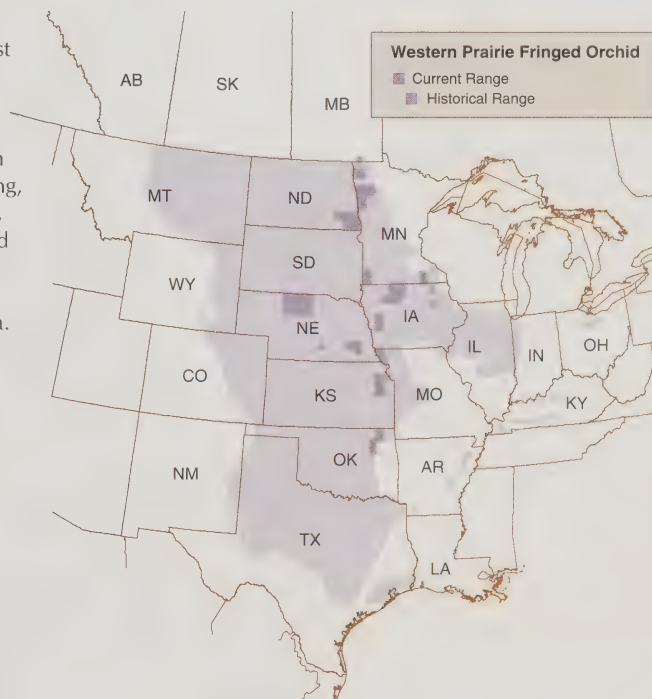 st
n
ng,
d
a.
Western Prairie Fringed Orchid
Current Range
Historical Range
AB
SK
MB
MT
ND
MN
SD
WY
NE
IA
IL
IN
OH
CO
KS
MO
KY
OK
AR
NM
TX
LA